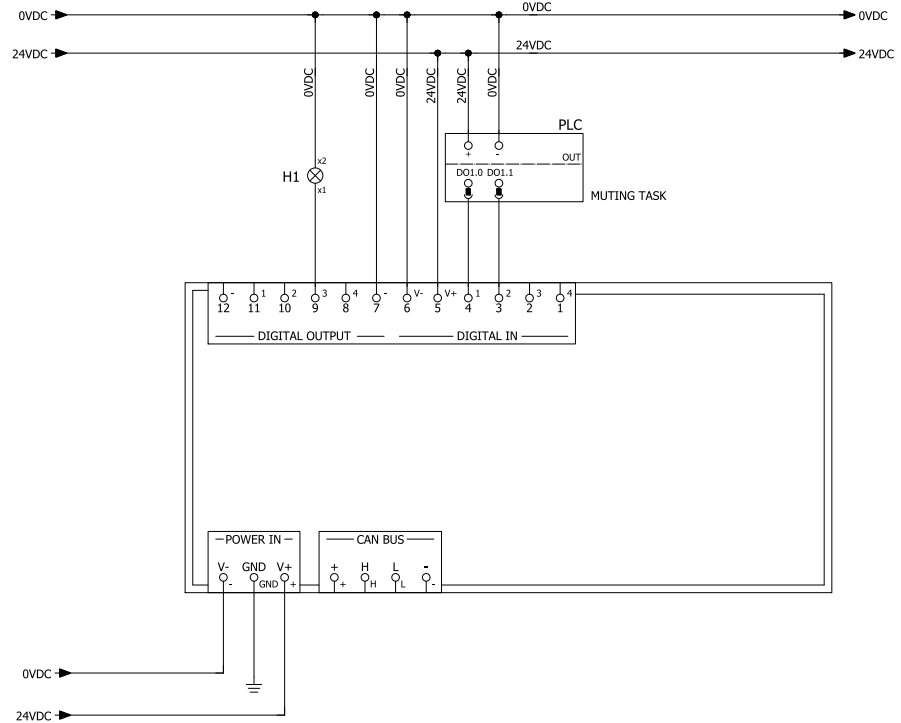 0VDC 0VDC 0VDC
24VDC 24VDC 24VDC
0VDC 0VDC 0VDC 24VDC 24VDC 0VDC
PLC
+ -
OUT
x2
H1
x1
DO1.0 DO1.1
MUTING TASK
- 1 2 3 4 - V- V+ 1 2 3 4
12 11 10 9 8 7 6 5 4 3 2 1
DIGITAL OUTPUT DIGITAL IN
POWER IN CAN BUS
V- GND V+ + H L -
- GND + + H L -
0VDC
24VDC